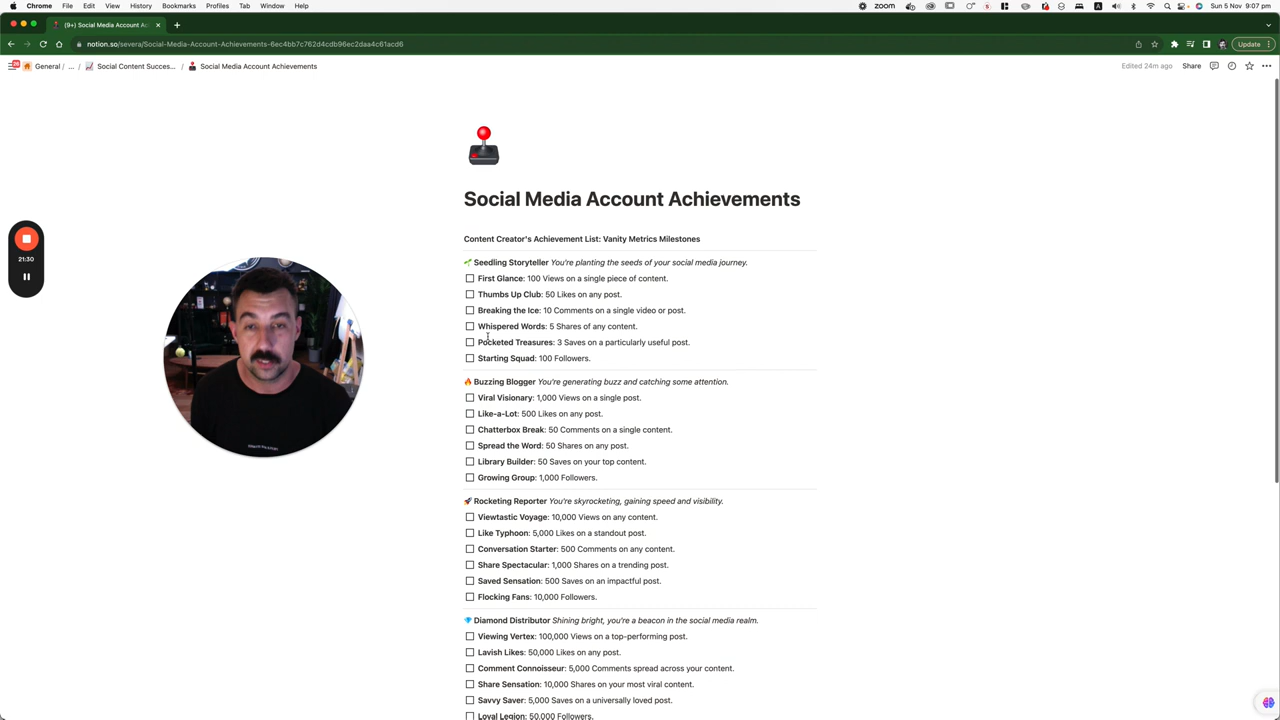 Chrome File Edit View History Bookmarks Profiles Tab Window Help zoom A Sun 5 Nov 9:07 pm
(9+) Social Media Account Ac
notion.so/severa/Social-Media-Account-Achievements-6ec4bb7c762d4cdb96ec2daa4c61acd6 Update
General / ... / Social Content Succes... / Social Media Account Achievements Edited 24m ago Share
Social Media Account Achievements
Content Creator's Achievement List: Vanity Metrics Milestones
Seedling Storyteller You're planting the seeds of your social media journey.
First Glance: 100 Views on a single piece of content.
Thumbs Up Club: 50 Likes on any post.
Breaking the Ice: 10 Comments on a single video or post.
Whispered Words: 5 Shares of any content.
Pocketed Treasures: 3 Saves on a particularly useful post.
Starting Squad: 100 Followers.
Buzzing Blogger You're generating buzz and catching some attention.
Viral Visionary: 1,000 Views on a single post.
Like-a-Lot: 500 Likes on any post.
Chatterbox Break: 50 Comments on a single content.
Spread the Word: 50 Shares on any post.
Library Builder: 50 Saves on your top content.
Growing Group: 1,000 Followers.
Rocketing Reporter You're skyrocketing, gaining speed and visibility.
Viewtastic Voyage: 10,000 Views on any content.
Like Typhoon: 5,000 Likes on a standout post.
Conversation Starter: 500 Comments on any content.
Share Spectacular: 1,000 Shares on a trending post.
Saved Sensation: 500 Saves on an impactful post.
Flocking Fans: 10,000 Followers.
Diamond Distributor Shining bright, you're a beacon in the social media realm.
Viewing Vertex: 100,000 Views on a top-performing post.
Lavish Likes: 50,000 Likes on any post.
Comment Connoisseur: 5,000 Comments spread across your content.
Share Sensation: 10,000 Shares on your most viral content.
Savvy Saver: 5,000 Saves on a universally loved post.
Loyal Legion: 50,000 Followers.
21:30